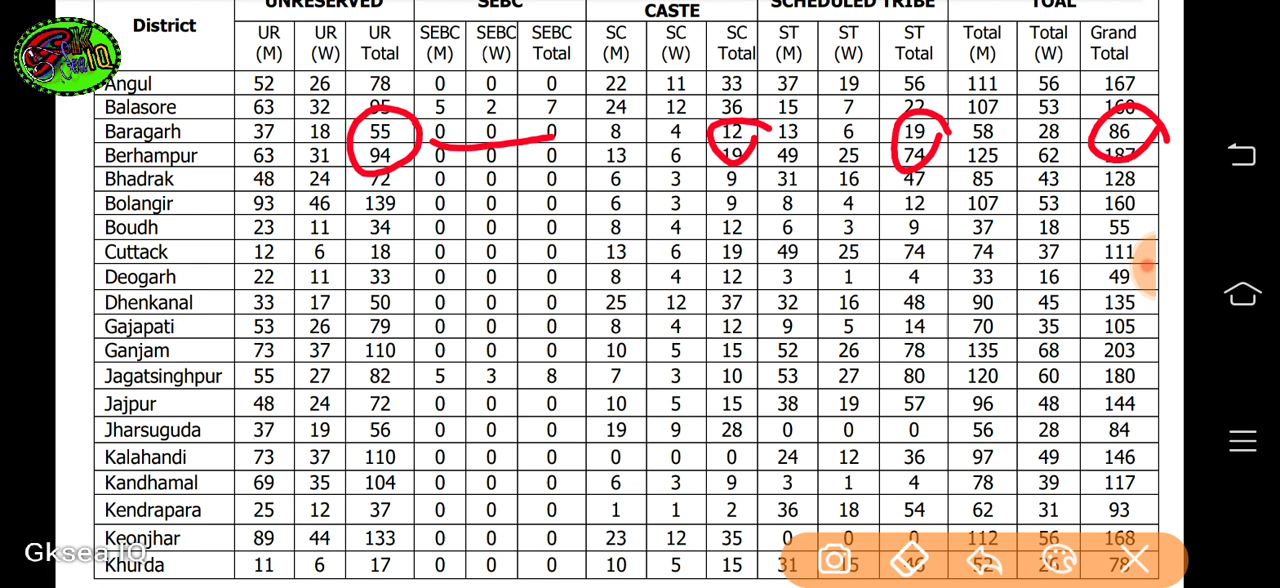 UNRESERVED SEBC CASTE SCHEDULED TRIBE TOAL
District UR (M) UR (W) UR Total SEBC (M) SEBC (W) SEBC Total SC (M) SC (W) SC Total ST (M) ST (W) ST Total Total (M) Total (W) Grand Total
Angul 52 26 78 0 0 0 22 11 33 37 19 56 111 56 167
Balasore 63 32 95 5 2 7 24 12 36 15 7 22 107 53 160
Baragarh 37 18 55 0 0 0 8 4 12 13 6 19 58 28 86
Berhampur 63 31 94 0 0 0 13 6 19 49 25 74 125 62 187
Bhadrak 48 24 72 0 0 0 6 3 9 31 16 47 85 43 128
Bolangir 93 46 139 0 0 0 6 3 9 8 4 12 107 53 160
Boudh 23 11 34 0 0 0 8 4 12 6 3 9 37 18 55
Cuttack 12 6 18 0 0 0 13 6 19 49 25 74 74 37 111
Deogarh 22 11 33 0 0 0 8 4 12 3 1 4 33 16 49
Dhenkanal 33 17 50 0 0 0 25 12 37 32 16 48 90 45 135
Gajapati 53 26 79 0 0 0 8 4 12 9 5 14 70 35 105
Ganjam 73 37 110 0 0 0 10 5 15 52 26 78 135 68 203
Jagatsinghpur 55 27 82 5 3 8 7 3 10 53 27 80 120 60 180
Jajpur 48 24 72 0 0 0 10 5 15 38 19 57 96 48 144
Jharsuguda 37 19 56 0 0 0 19 9 28 0 0 0 56 28 84
Kalahandi 73 37 110 0 0 0 0 0 0 24 12 36 97 49 146
Kandhamal 69 35 104 0 0 0 6 3 9 3 1 4 78 39 117
Kendrapara 25 12 37 0 0 0 1 1 2 36 18 54 62 31 93
Keonjhar 89 44 133 0 0 0 23 12 35 0 0 0 112 56 168
Khurda 11 6 17 0 0 0 10 5 15 31 15 46 52 26 78
Gksea IQ